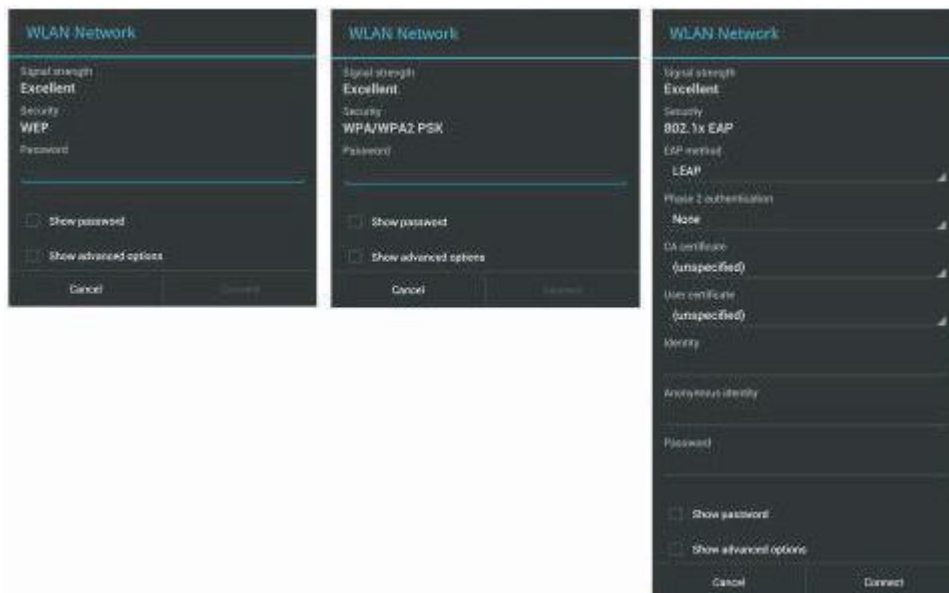 WLAN Network
Signal strength
Excellent
Security
WEP
Password
Show password
Show advanced options
Cancel
Connect
WLAN Network
Signal strength
Excellent
Security
WPA/WPA2 PSK
Password
Show password
Show advanced options
Cancel
Connect
WLAN Network
Signal strength
Excellent
Security
802.1x EAP
EAP method
LEAP
Phase 2 authentication
None
CA certificate
(unspecified)
User certificate
(unspecified)
Identity
Anonymous identity
Password
Show password
Show advanced options
Cancel
Connect